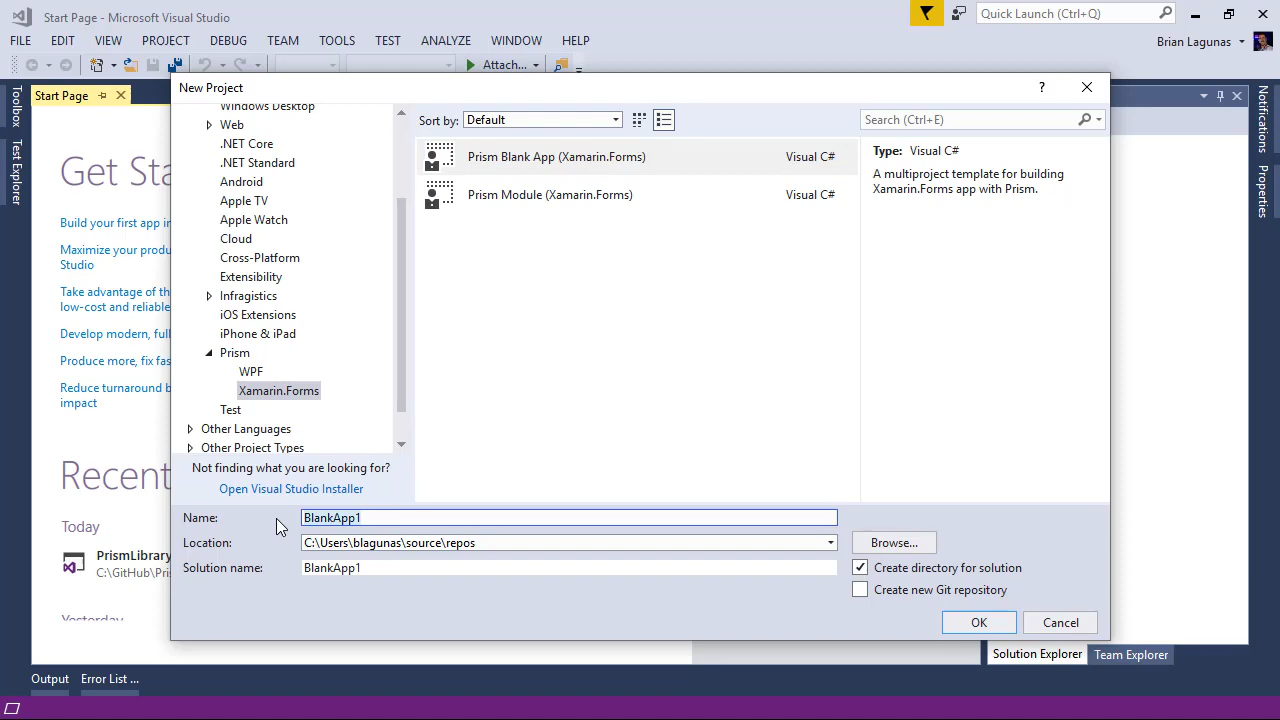 Start Page - Microsoft Visual Studio
Quick Launch (Ctrl+Q)
FILE EDIT VIEW PROJECT DEBUG TEAM TOOLS TEST ANALYZE WINDOW HELP
Brian Lagunas
Attach...
Start Page
Toolbox
Test Explorer
Notifications
Properties
Get Sta
Build your first app in
Maximize your produ
Studio
Take advantage of th
low-cost and reliable
Develop modern, full
Produce more, fix fas
Reduce turnaround b
impact
Recent
Today
PrismLibrary
C:\GitHub\Pris
Yesterday
New Project
?
Windows Desktop
Web
.NET Core
.NET Standard
Android
Apple TV
Apple Watch
Cloud
Cross-Platform
Extensibility
Infragistics
iOS Extensions
iPhone & iPad
Prism
WPF
Xamarin.Forms
Test
Other Languages
Other Project Types
Not finding what you are looking for?
Open Visual Studio Installer
Sort by: Default
Search (Ctrl+E)
Prism Blank App (Xamarin.Forms) Visual C#
Prism Module (Xamarin.Forms) Visual C#
Type: Visual C#
A multiproject template for building
Xamarin.Forms app with Prism.
Name: BlankApp1
Location: C:\Users\blagunas\source\repos
Browse...
Solution name: BlankApp1
Create directory for solution
Create new Git repository
OK Cancel
Solution Explorer Team Explorer
Output Error List ...